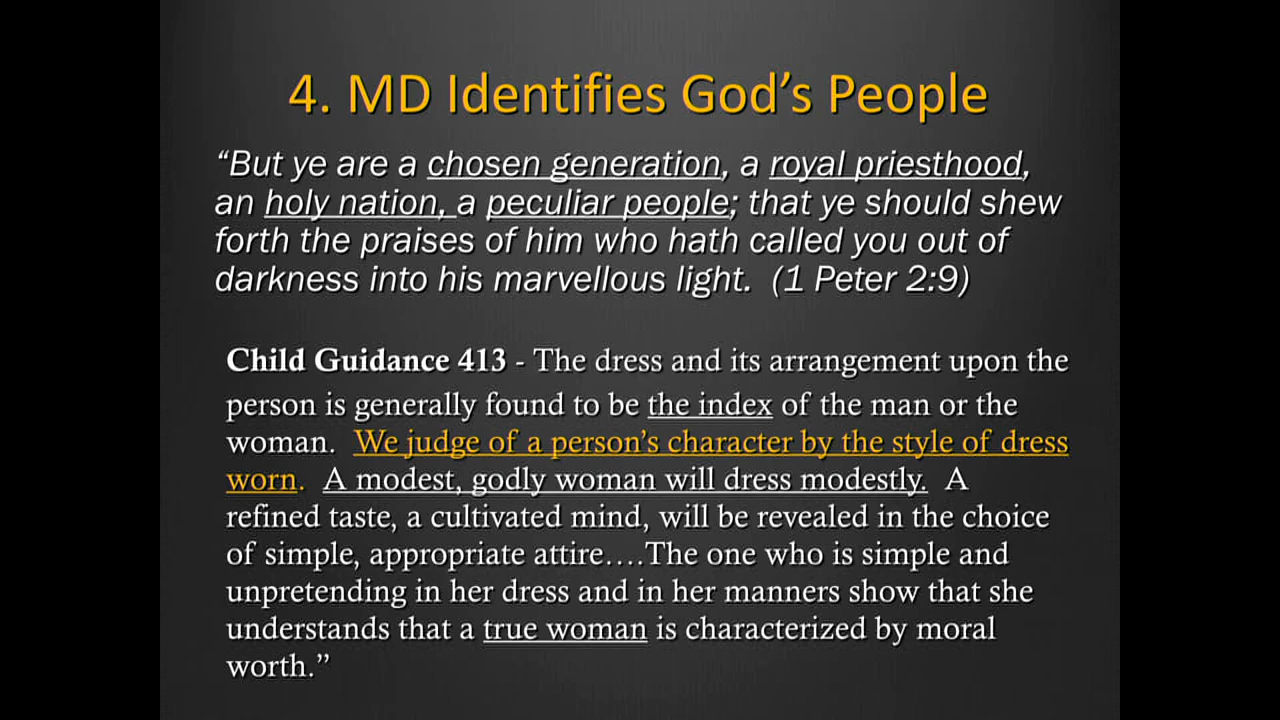 4. MD Identifies God’s People
“But ye are a chosen generation, a royal priesthood,
an holy nation, a peculiar people; that ye should shew
forth the praises of him who hath called you out of
darkness into his marvellous light.  (1 Peter 2:9)
Child Guidance 413 - The dress and its arrangement upon the
person is generally found to be the index of the man or the
woman.  We judge of a person’s character by the style of dress
worn.  A modest, godly woman will dress modestly.  A
refined taste, a cultivated mind, will be revealed in the choice
of simple, appropriate attire….The one who is simple and
unpretending in her dress and in her manners show that she
understands that a true woman is characterized by moral
worth.”